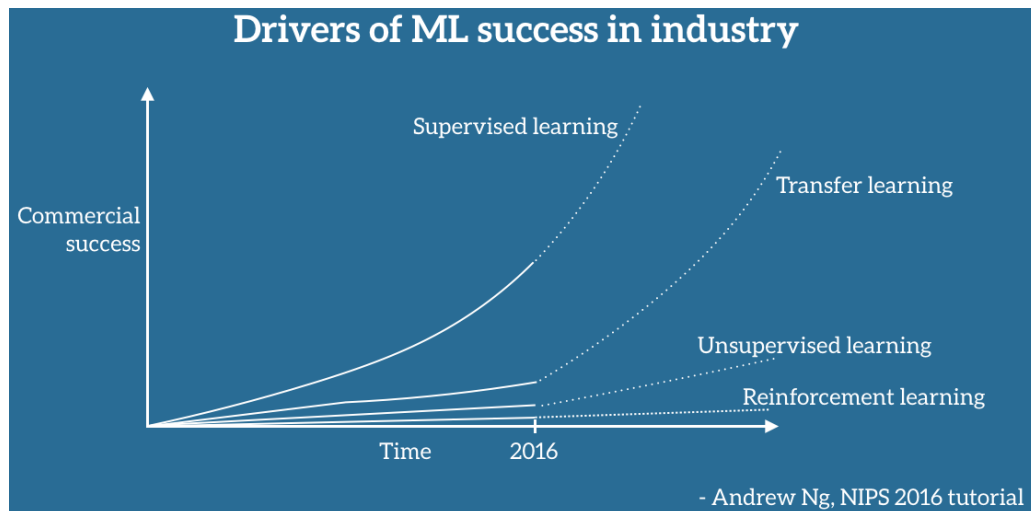 Drivers of ML success in industry
Supervised learning
Transfer learning
Commercial
success
Unsupervised learning
Reinforcement learning
Time
2016
- Andrew Ng, NIPS 2016 tutorial